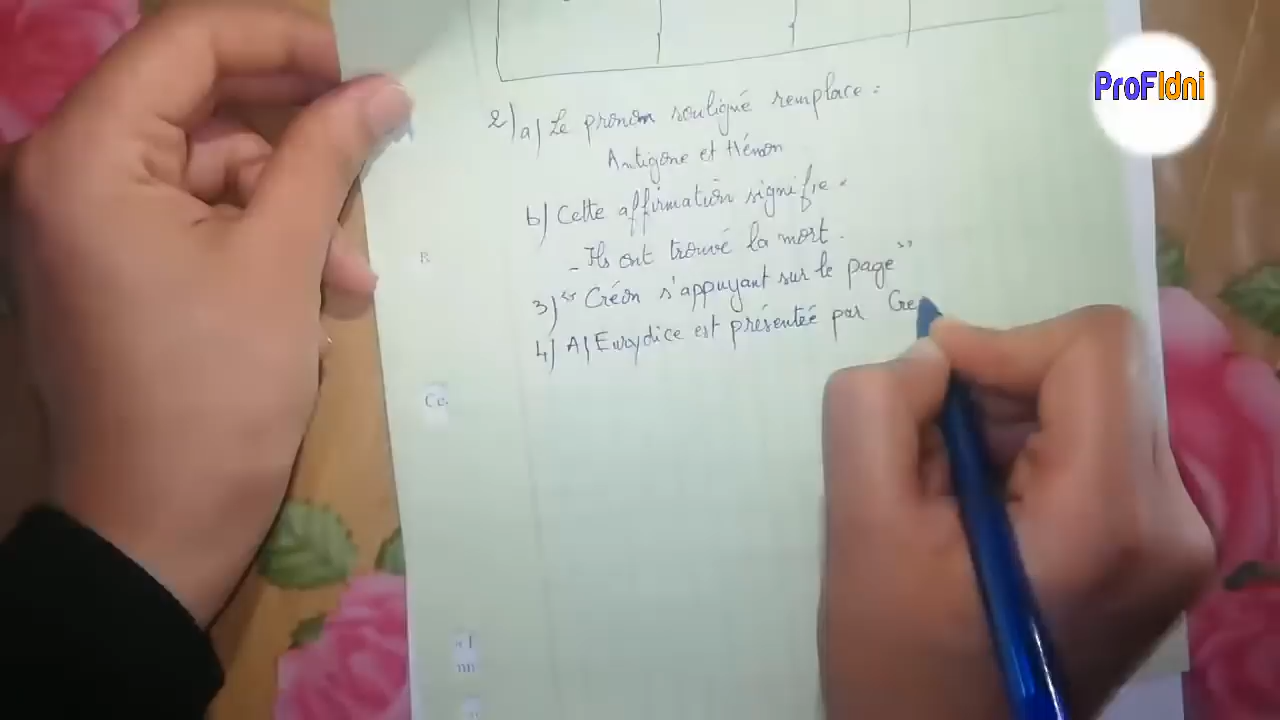 ProFIdni
2) a) Le pronom souligné remplace :
Antigone et Hémon
b) Cette affirmation signifie :
- Ils ont trouvé la mort.
3) "Créon s'appuyant sur le page"
4) A) Eurydice est présentée par Cré
R
Ce